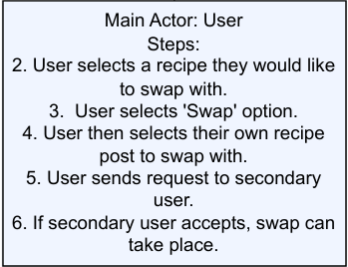 Main Actor: User
Steps:
2. User selects a recipe they would like
to swap with.
3. User selects 'Swap' option.
4. User then selects their own recipe
post to swap with.
5. User sends request to secondary
user.
6. If secondary user accepts, swap can
take place.